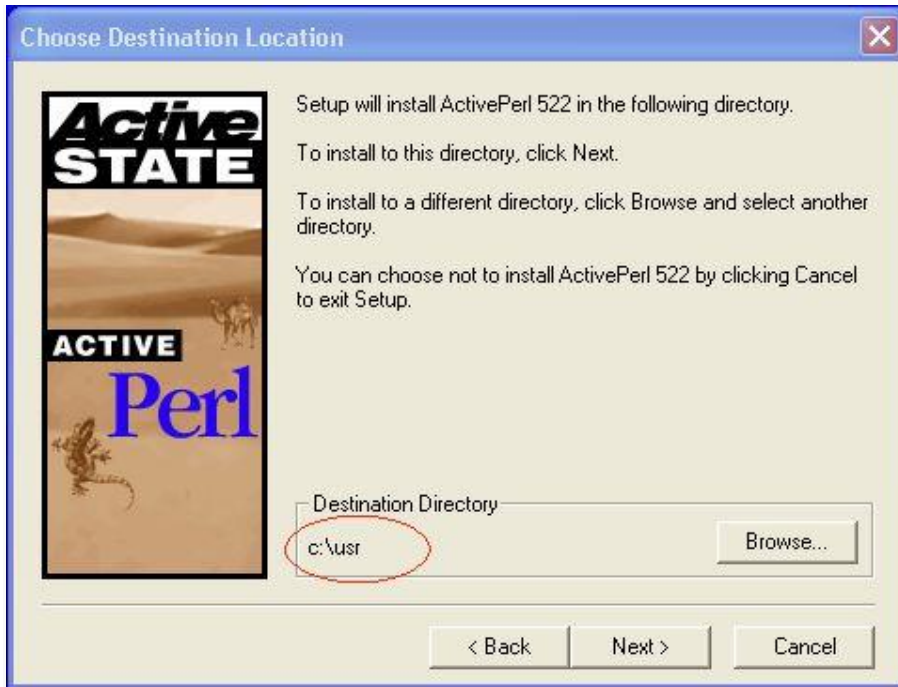 Choose Destination Location
Active
STATE
ACTIVE
Perl
Setup will install ActivePerl 522 in the following directory.
To install to this directory, click Next.
To install to a different directory, click Browse and select another
directory.
You can choose not to install ActivePerl 522 by clicking Cancel
to exit Setup.
Destination Directory
c:\usr
Browse...
< Back
Next >
Cancel